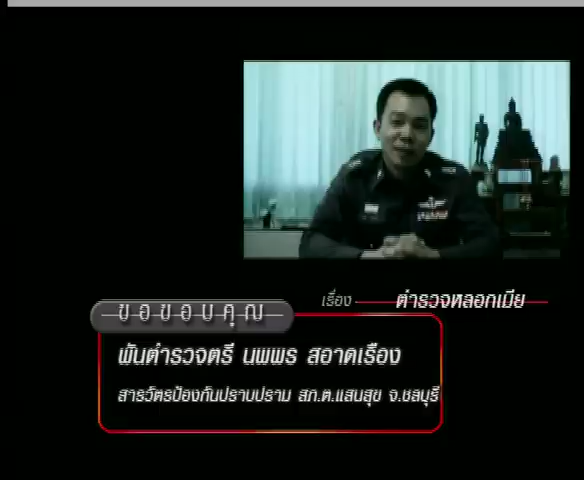 เรื่อง ตำรวจหลอกเมีย
ขอขอบคุณ
พันตำรวจตรี นพพร สอาดเรือง
สารวัตรป้องกันปราบปราม สภ.ต.แสนสุข จ.ชลบุรี